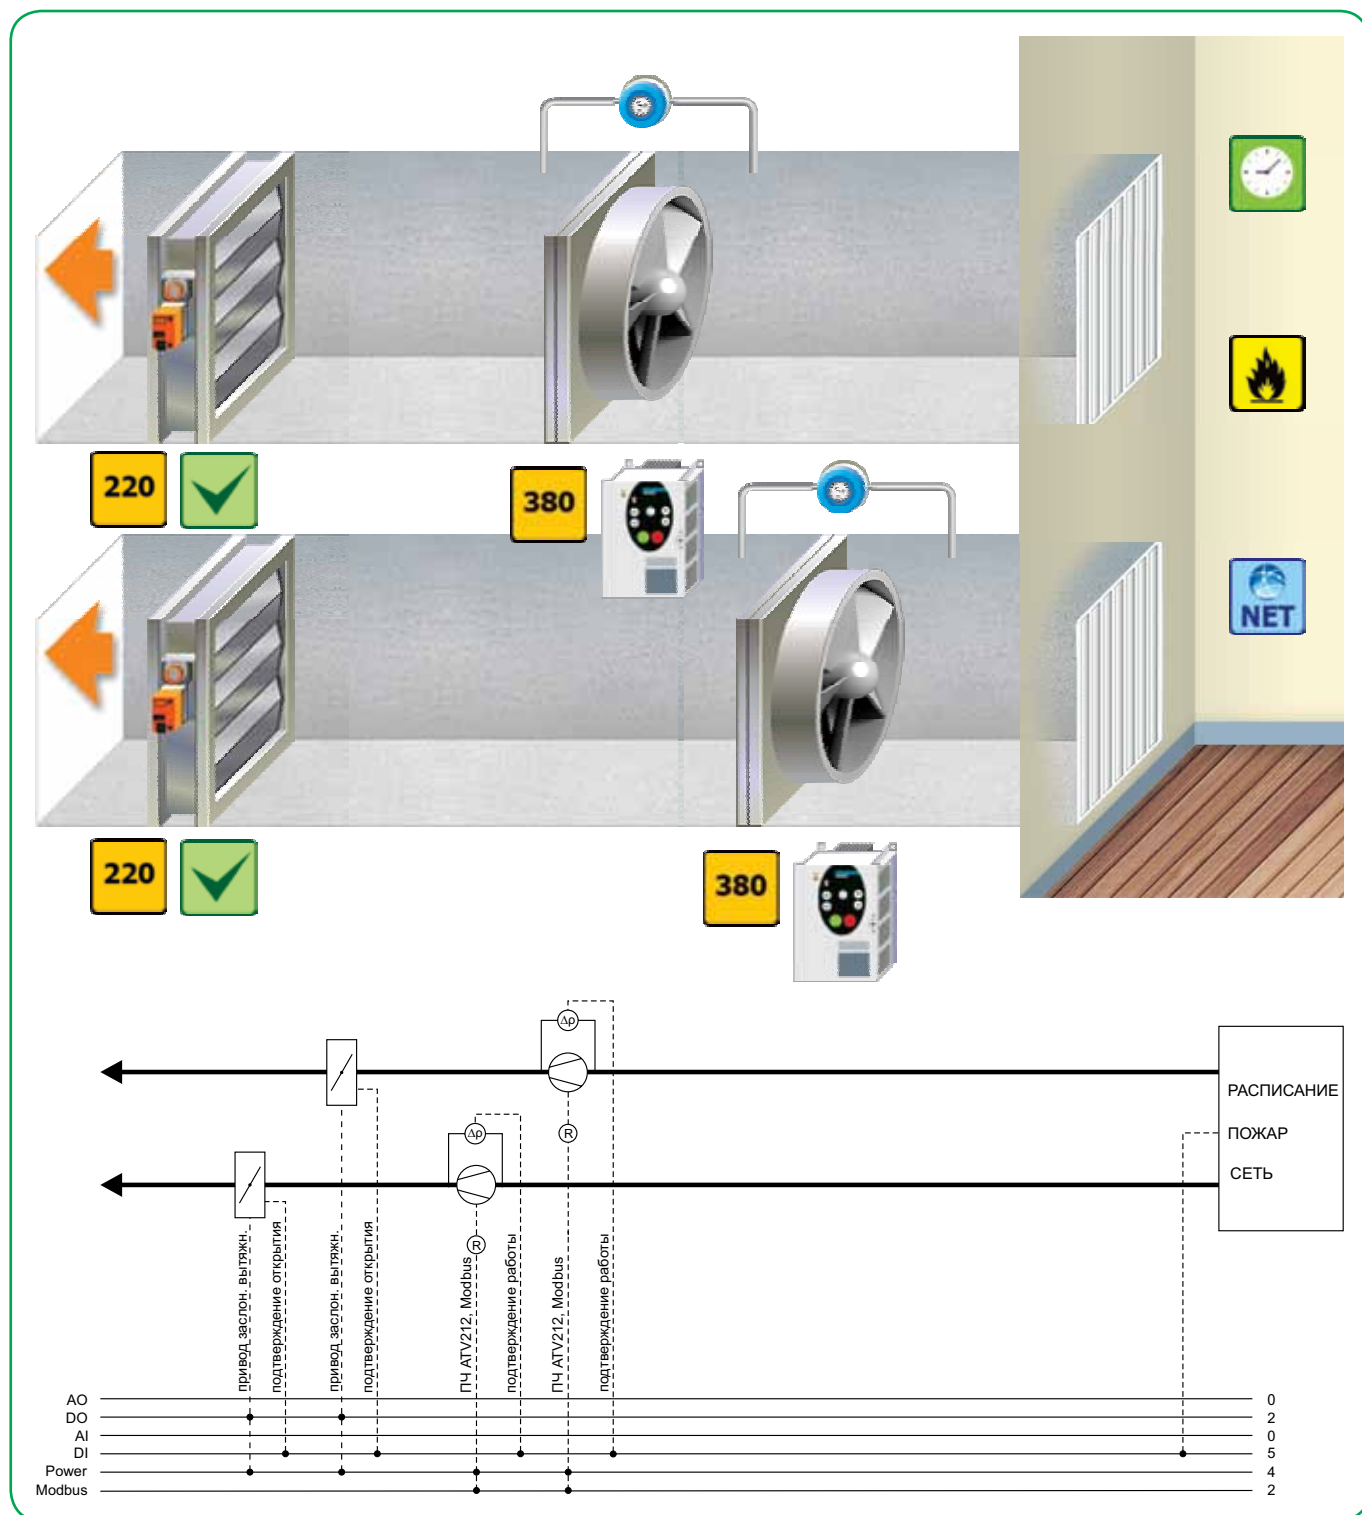 220
380
NET
220
380
Δρ
РАСПИСАНИЕ
Δρ
R
ПОЖАР
СЕТЬ
R
привод заслон. вытяжн.
подтверждение открытия
привод заслон. вытяжн.
подтверждение открытия
ПЧ ATV212, Modbus
подтверждение работы
ПЧ ATV212, Modbus
подтверждение работы
AO 0
DO 2
AI 0
DI 5
Power 4
Modbus 2